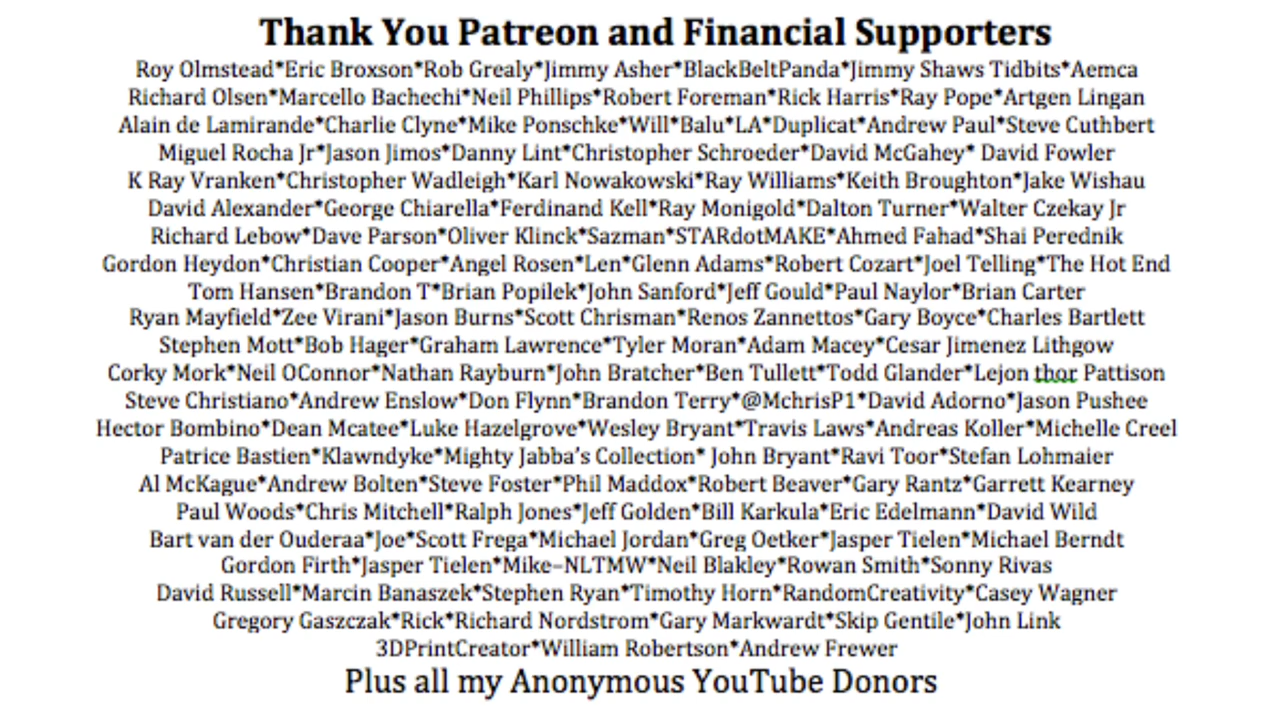 Thank You Patreon and Financial Supporters
Roy Olmstead*Eric Broxson*Rob Grealy*Jimmy Asher*BlackBeltPanda*Jimmy Shaws Tidbits*Aemca
Richard Olsen*Marcello Bachechi*Neil Phillips*Robert Foreman*Rick Harris*Ray Pope*Artgen Lingan
Alain de Lamirande*Charlie Clyne*Mike Ponschke*Will*Balu*LA*Duplicat*Andrew Paul*Steve Cuthbert
Miguel Rocha Jr*Jason Jimos*Danny Lint*Christopher Schroeder*David McGahey* David Fowler
K Ray Vranken*Christopher Wadleigh*Karl Nowakowski*Ray Williams*Keith Broughton*Jake Wishau
David Alexander*George Chiarella*Ferdinand Kell*Ray Monigold*Dalton Turner*Walter Czekay Jr
Richard Lebow*Dave Parson*Oliver Klinck*Sazman*STARdotMAKE*Ahmed Fahad*Shai Perednik
Gordon Heydon*Christian Cooper*Angel Rosen*Len*Glenn Adams*Robert Cozart*Joel Telling*The Hot End
Tom Hansen*Brandon T*Brian Popilek*John Sanford*Jeff Gould*Paul Naylor*Brian Carter
Ryan Mayfield*Zee Virani*Jason Burns*Scott Chrisman*Renos Zannettos*Gary Boyce*Charles Bartlett
Stephen Mott*Bob Hager*Graham Lawrence*Tyler Moran*Adam Macey*Cesar Jimenez Lithgow
Corky Mork*Neil OConnor*Nathan Rayburn*John Bratcher*Ben Tullett*Todd Glander*Lejon thor Pattison
Steve Christiano*Andrew Enslow*Don Flynn*Brandon Terry*@MchrisP1*David Adorno*Jason Pushee
Hector Bombino*Dean Mcatee*Luke Hazelgrove*Wesley Bryant*Travis Laws*Andreas Koller*Michelle Creel
Patrice Bastien*Klawndyke*Mighty Jabba’s Collection* John Bryant*Ravi Toor*Stefan Lohmaier
Al McKague*Andrew Bolten*Steve Foster*Phil Maddox*Robert Beaver*Gary Rantz*Garrett Kearney
Paul Woods*Chris Mitchell*Ralph Jones*Jeff Golden*Bill Karkula*Eric Edelmann*David Wild
Bart van der Ouderaa*Joe*Scott Frega*Michael Jordan*Greg Oetker*Jasper Tielen*Michael Berndt
Gordon Firth*Jasper Tielen*Mike–NLTMW*Neil Blakley*Rowan Smith*Sonny Rivas
David Russell*Marcin Banaszek*Stephen Ryan*Timothy Horn*RandomCreativity*Casey Wagner
Gregory Gaszczak*Rick*Richard Nordstrom*Gary Markwardt*Skip Gentile*John Link
3DPrintCreator*William Robertson*Andrew Frewer
Plus all my Anonymous YouTube Donors